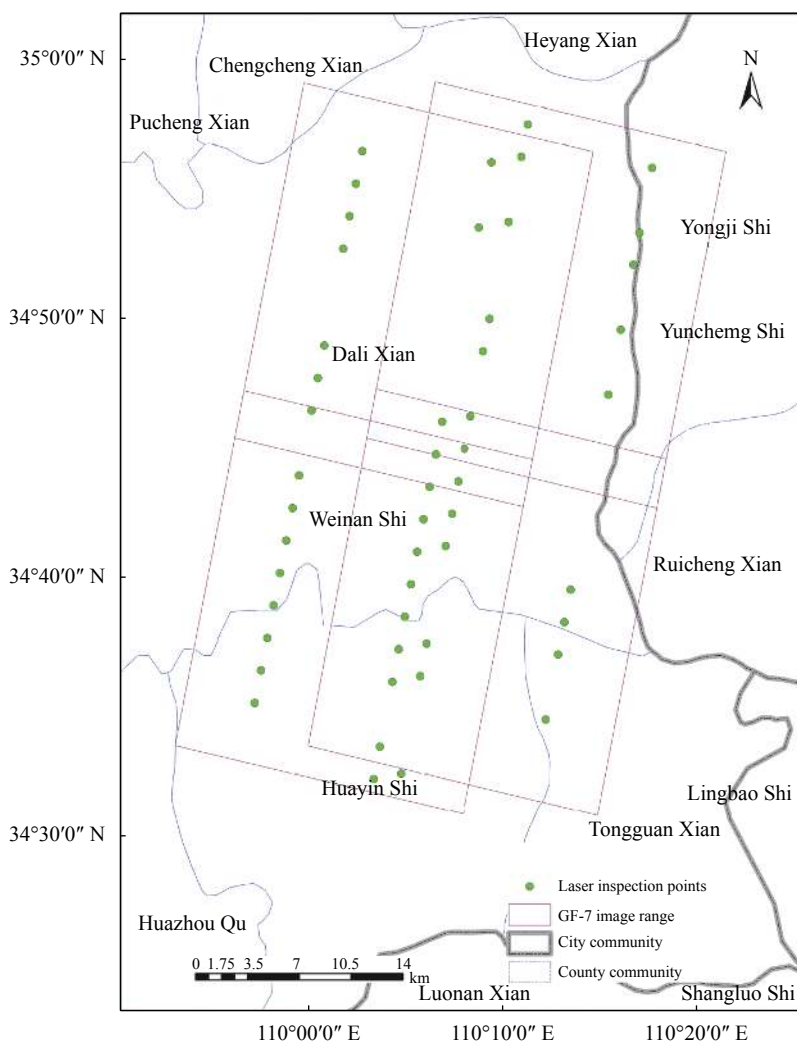 Heyang Xian
35°0′0″ N
Chengcheng Xian
N
Pucheng Xian
Yongji Shi
34°50′0″ N
Yunchemg Shi
Dali Xian
Weinan Shi
Ruicheng Xian
34°40′0″ N
Huayin Shi
Lingbao Shi
34°30′0″ N
Tongguan Xian
Laser inspection points
GF-7 image range
Huazhou Qu
City community
0 1.75 3.5 7 10.5 14
km
County community
Luonan Xian
Shangluo Shi
110°00′0″ E
110°10′0″ E
110°20′0″ E